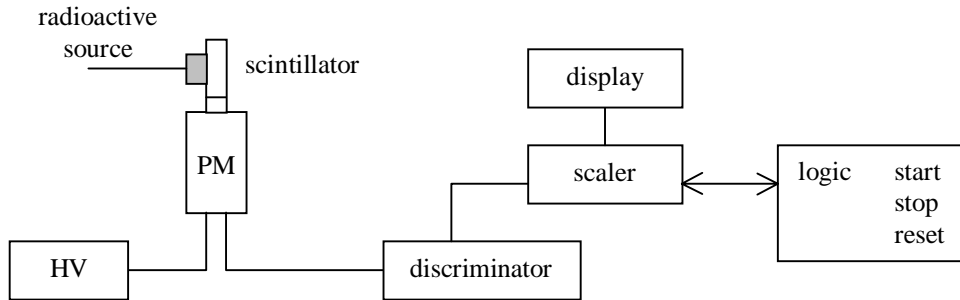 radioactive
source
scintillator
display
PM
scaler
logic start
stop
reset
HV
discriminator